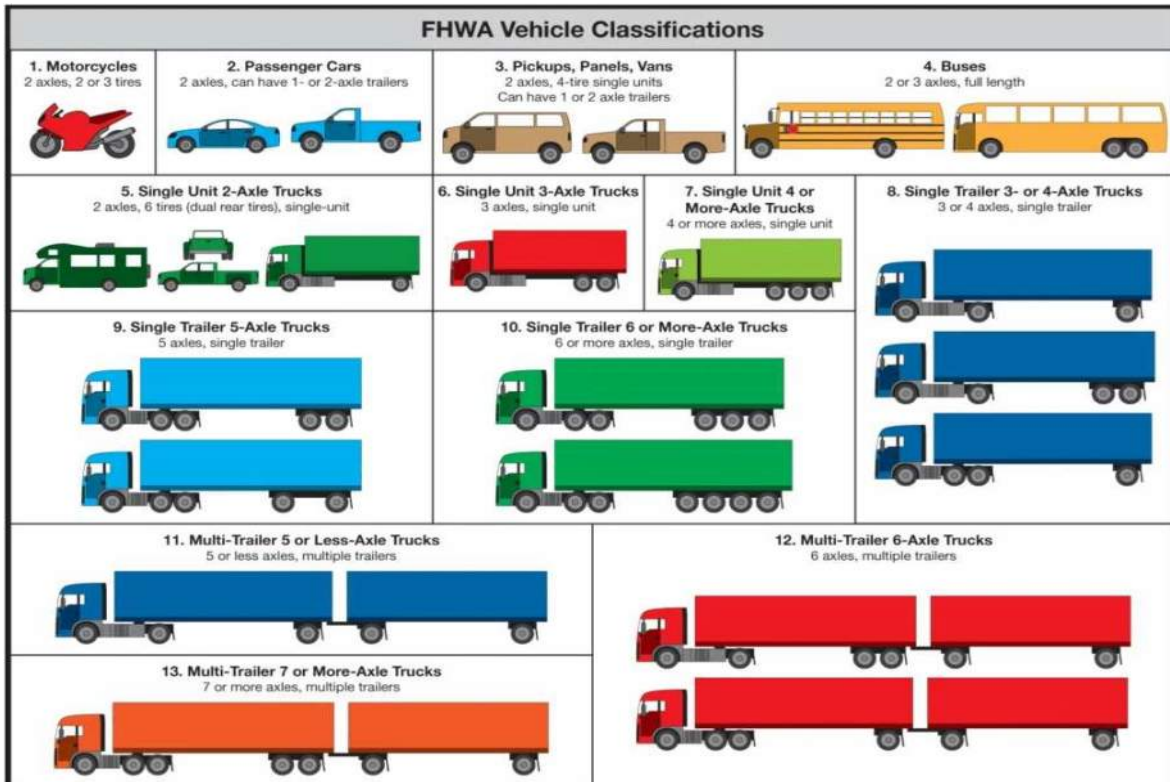 FHWA Vehicle Classifications
1. Motorcycles
2 axles, 2 or 3 tires
2. Passenger Cars
2 axles, can have 1- or 2-axle trailers
3. Pickups, Panels, Vans
2 axles, 4-tire single units
Can have 1 or 2 axle trailers
4. Buses
2 or 3 axles, full length
5. Single Unit 2-Axle Trucks
2 axles, 6 tires (dual rear tires), single-unit
6. Single Unit 3-Axle Trucks
3 axles, single unit
7. Single Unit 4 or
More-Axle Trucks
4 or more axles, single unit
8. Single Trailer 3- or 4-Axle Trucks
3 or 4 axles, single trailer
9. Single Trailer 5-Axle Trucks
5 axles, single trailer
10. Single Trailer 6 or More-Axle Trucks
6 or more axles, single trailer
11. Multi-Trailer 5 or Less-Axle Trucks
5 or less axles, multiple trailers
12. Multi-Trailer 6-Axle Trucks
6 axles, multiple trailers
13. Multi-Trailer 7 or More-Axle Trucks
7 or more axles, multiple trailers